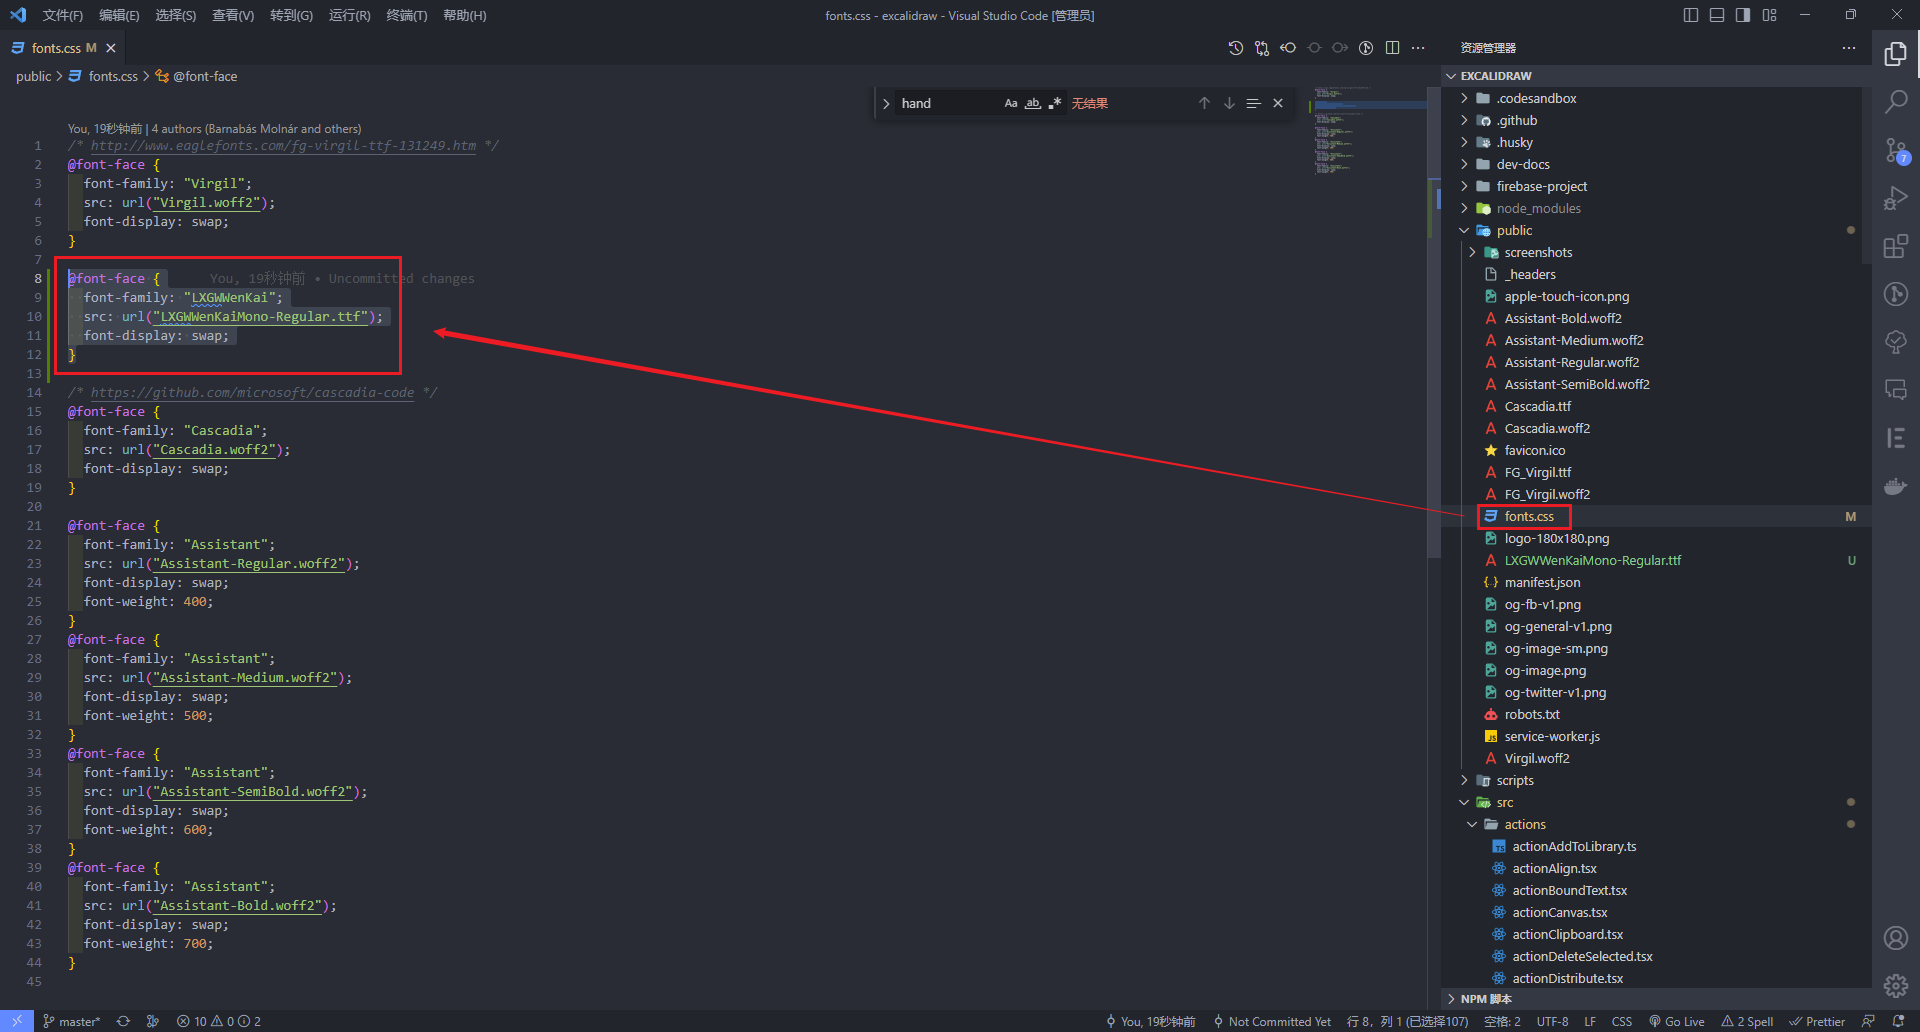 文件(F) 编辑(E) 选择(S) 查看(V) 转到(G) 运行(R) 终端(T) 帮助(H)
fonts.css - excalidraw - Visual Studio Code [管理员]
fonts.css M
public > fonts.css > @font-face
hand
Aa ab .* 无结果
You, 19秒钟前 | 4 authors (Barnabás Molnár and others)
1 /* http://www.eaglefonts.com/fg-virgil-ttf-131249.htm */
2 @font-face {
3 font-family: "Virgil";
4 src: url("Virgil.woff2");
5 font-display: swap;
6 }
7
8 @font-face { You, 19秒钟前 • Uncommitted changes
9 font-family: "LXGWWenKai";
10 src: url("LXGWWenKaiMono-Regular.ttf");
11 font-display: swap;
12 }
13
14 /* https://github.com/microsoft/cascadia-code */
15 @font-face {
16 font-family: "Cascadia";
17 src: url("Cascadia.woff2");
18 font-display: swap;
19 }
20
21 @font-face {
22 font-family: "Assistant";
23 src: url("Assistant-Regular.woff2");
24 font-display: swap;
25 font-weight: 400;
26 }
27 @font-face {
28 font-family: "Assistant";
29 src: url("Assistant-Medium.woff2");
30 font-display: swap;
31 font-weight: 500;
32 }
33 @font-face {
34 font-family: "Assistant";
35 src: url("Assistant-SemiBold.woff2");
36 font-display: swap;
37 font-weight: 600;
38 }
39 @font-face {
40 font-family: "Assistant";
41 src: url("Assistant-Bold.woff2");
42 font-display: swap;
43 font-weight: 700;
44 }
45
资源管理器
EXCALIDRAW
.codesandbox
.github
.husky
dev-docs
firebase-project
node_modules
public
screenshots
_headers
apple-touch-icon.png
Assistant-Bold.woff2
Assistant-Medium.woff2
Assistant-Regular.woff2
Assistant-SemiBold.woff2
Cascadia.ttf
Cascadia.woff2
favicon.ico
FG_Virgil.ttf
FG_Virgil.woff2
fonts.css M
logo-180x180.png
LXGWWenKaiMono-Regular.ttf U
manifest.json
og-fb-v1.png
og-general-v1.png
og-image-sm.png
og-image.png
og-twitter-v1.png
robots.txt
service-worker.js
Virgil.woff2
scripts
src
actions
actionAddToLibrary.ts
actionAlign.tsx
actionBoundText.tsx
actionCanvas.tsx
actionClipboard.tsx
actionDeleteSelected.tsx
actionDistribute.tsx
NPM 脚本
7
master* 10 0 2
You, 19秒钟前 Not Committed Yet 行 8, 列 1 (已选择107) 空格: 2 UTF-8 LF CSS Go Live 2 Spell Prettier